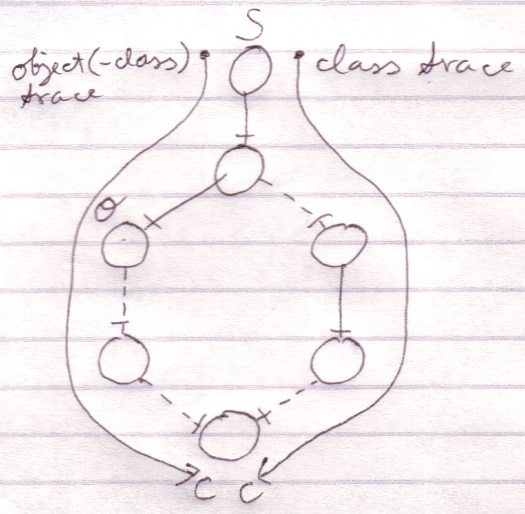 S
object(-class)
trace
class trace
O
C C